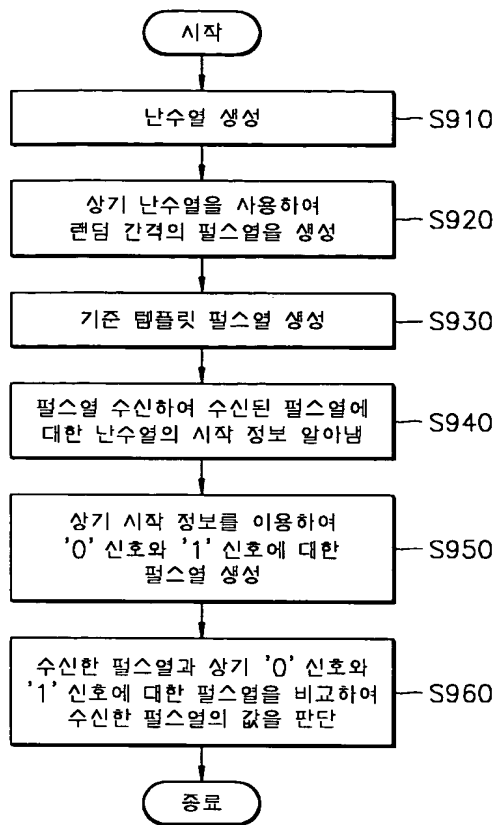 시작
난수열 생성
S910
상기 난수열을 사용하여
랜덤 간격의 펄스열을 생성
S920
기준 템플릿 펄스열 생성
S930
펄스열 수신하여 수신된 펄스열에
대한 난수열의 시작 정보 알아냄
S940
상기 시작 정보를 이용하여
'0' 신호와 '1' 신호에 대한
펄스열 생성
S950
수신한 펄스열과 상기 '0' 신호와
'1' 신호에 대한 펄스열을 비교하여
수신한 펄스열의 값을 판단
S960
종료